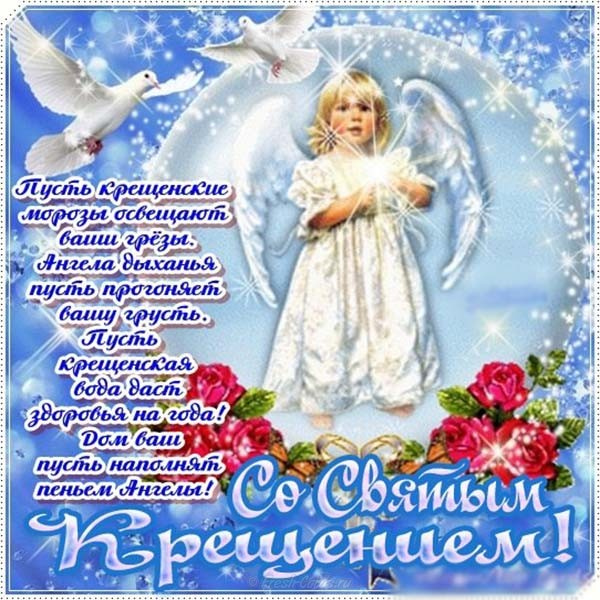 Пусть крещенские
морозы освещают
ваши грёзы.
Ангела дыханья
пусть прогоняет
вашу грусть.
Пусть
крещенская
вода даст
здоровья на года!
Дом ваш
пусть наполнят
пеньем Ангелы!
Со Святым
Крещением!